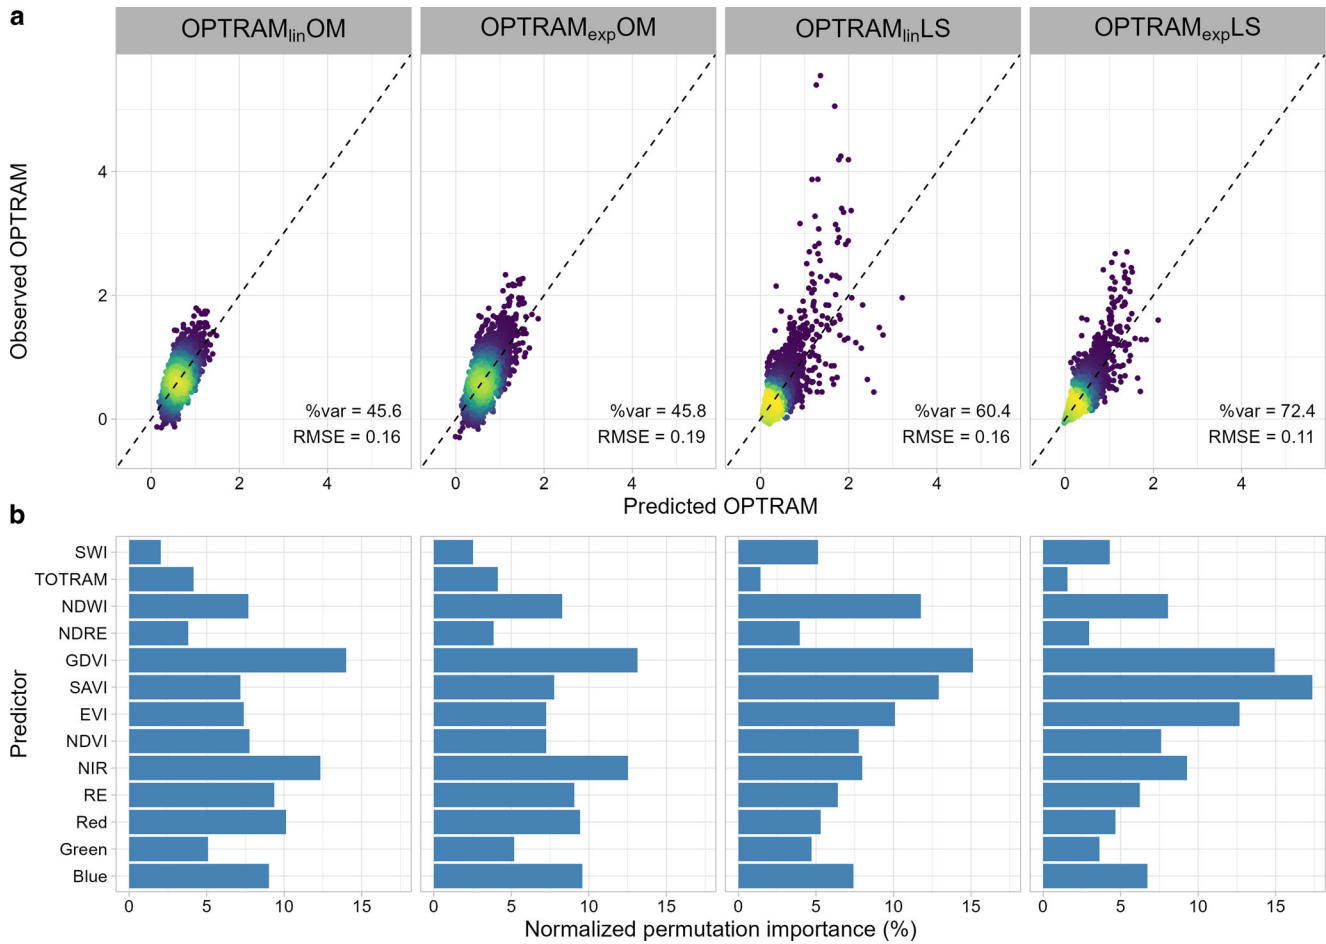 a
OPTRAMlinOM
OPTRAMexpOM
OPTRAMlinLS
OPTRAMexpLS
Observed OPTRAM
4
2
0
%var = 45.6
RMSE = 0.16
%var = 45.8
RMSE = 0.19
%var = 60.4
RMSE = 0.16
%var = 72.4
RMSE = 0.11
0 2 4 0 2 4 0 2 4 0 2 4
Predicted OPTRAM
b
Predictor
SWI
TOTRAM
NDWI
NDRE
GDVI
SAVI
EVI
NDVI
NIR
RE
Red
Green
Blue
0 5 10 15 0 5 10 15 0 5 10 15 0 5 10 15
Normalized permutation importance (%)